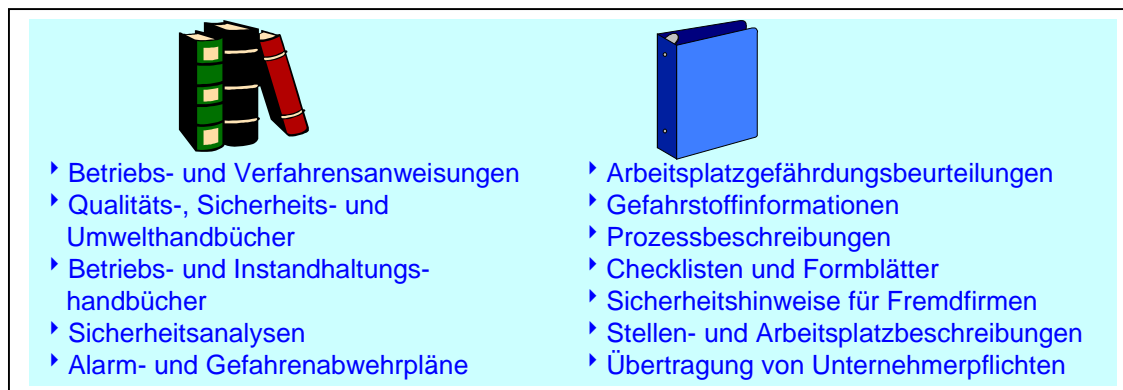 ‣ Betriebs- und Verfahrensanweisungen
‣ Qualitäts-, Sicherheits- und
Umwelthandbücher
‣ Betriebs- und Instandhaltungs-
handbücher
‣ Sicherheitsanalysen
‣ Alarm- und Gefahrenabwehrpläne
‣ Arbeitsplatzgefährdungsbeurteilungen
‣ Gefahrstoffinformationen
‣ Prozessbeschreibungen
‣ Checklisten und Formblätter
‣ Sicherheitshinweise für Fremdfirmen
‣ Stellen- und Arbeitsplatzbeschreibungen
‣ Übertragung von Unternehmerpflichten